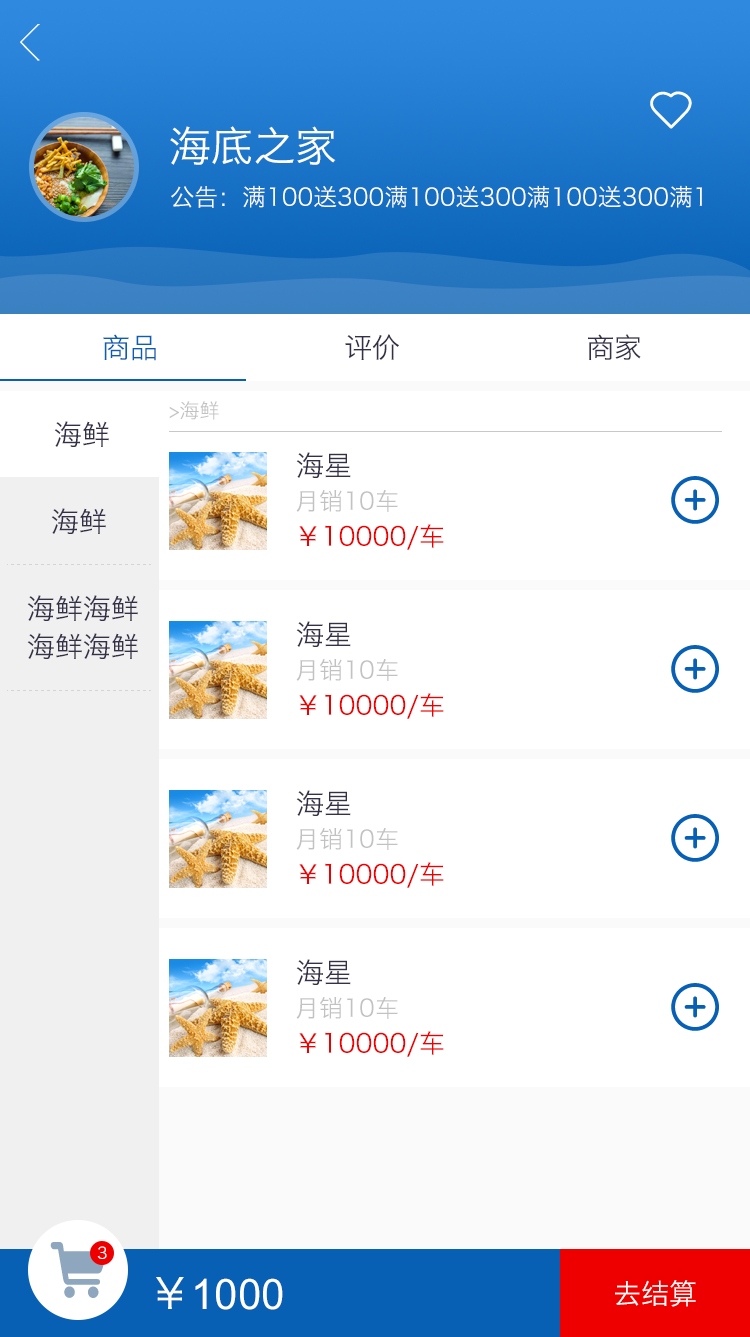 海底之家
公告：满100送300满100送300满100送300满1
商品
评价
商家
海鲜
海鲜
海鲜海鲜
海鲜海鲜
>海鲜
海星
月销10车
￥10000/车
海星
月销10车
￥10000/车
海星
月销10车
￥10000/车
海星
月销10车
￥10000/车
3
￥1000
去结算